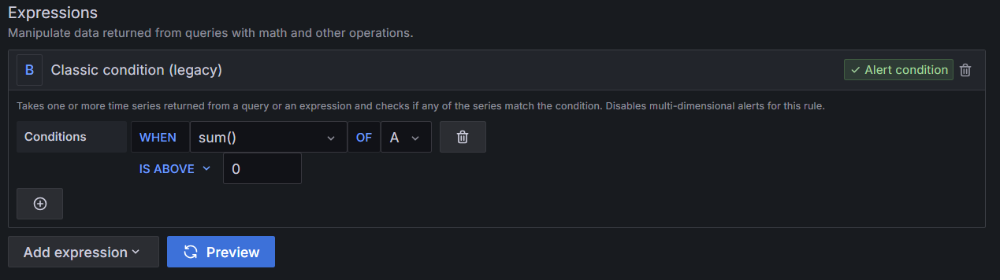 Expressions
Manipulate data returned from queries with math and other operations.
B Classic condition (legacy) Alert condition
Takes one or more time series returned from a query or an expression and checks if any of the series match the condition. Disables multi-dimensional alerts for this rule.
Conditions WHEN sum() OF A
IS ABOVE 0
Add expression Preview